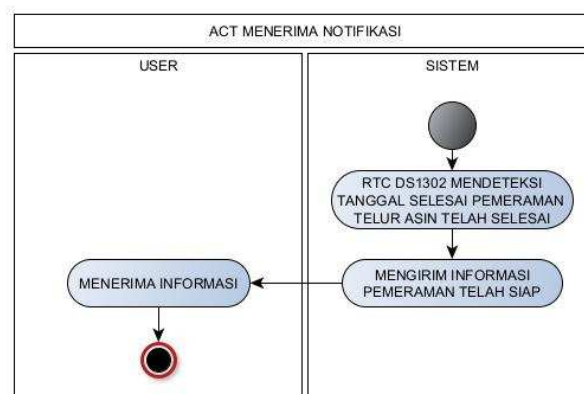 ACT MENERIMA NOTIFIKASI
USER
SISTEM
RTC DS1302 MENDETEKSI
TANGGAL SELESAI PEMERAMAN
TELUR ASIN TELAH SELESAI
MENERIMA INFORMASI
MENGIRIM INFORMASI
PEMERAMAN TELAH SIAP